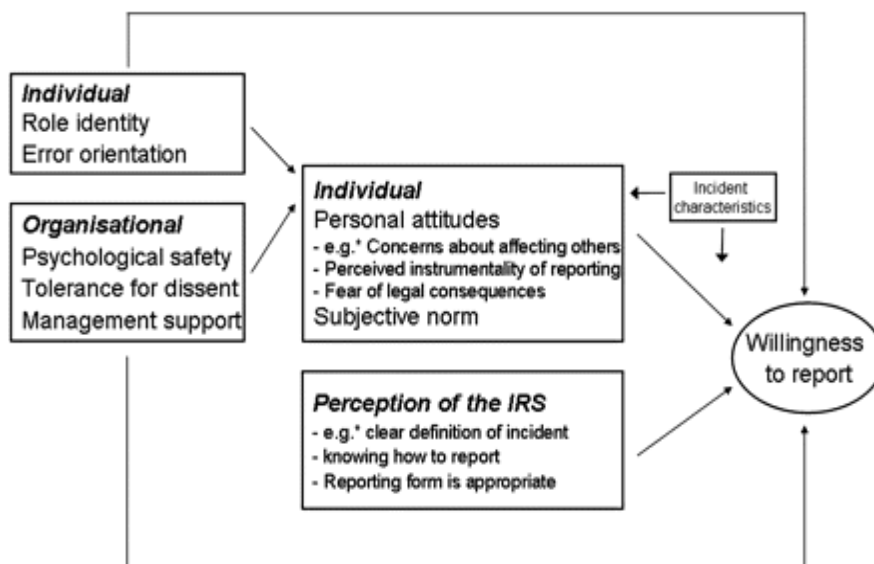 Individual
Role identity
Error orientation
Organisational
Psychological safety
Tolerance for dissent
Management support
Individual
Personal attitudes
- e.g.* Concerns about affecting others
- Perceived instrumentality of reporting
- Fear of legal consequences
Subjective norm
Incident
characteristics
Perception of the IRS
- e.g.* clear definition of incident
- knowing how to report
- Reporting form is appropriate
Willingness
to report